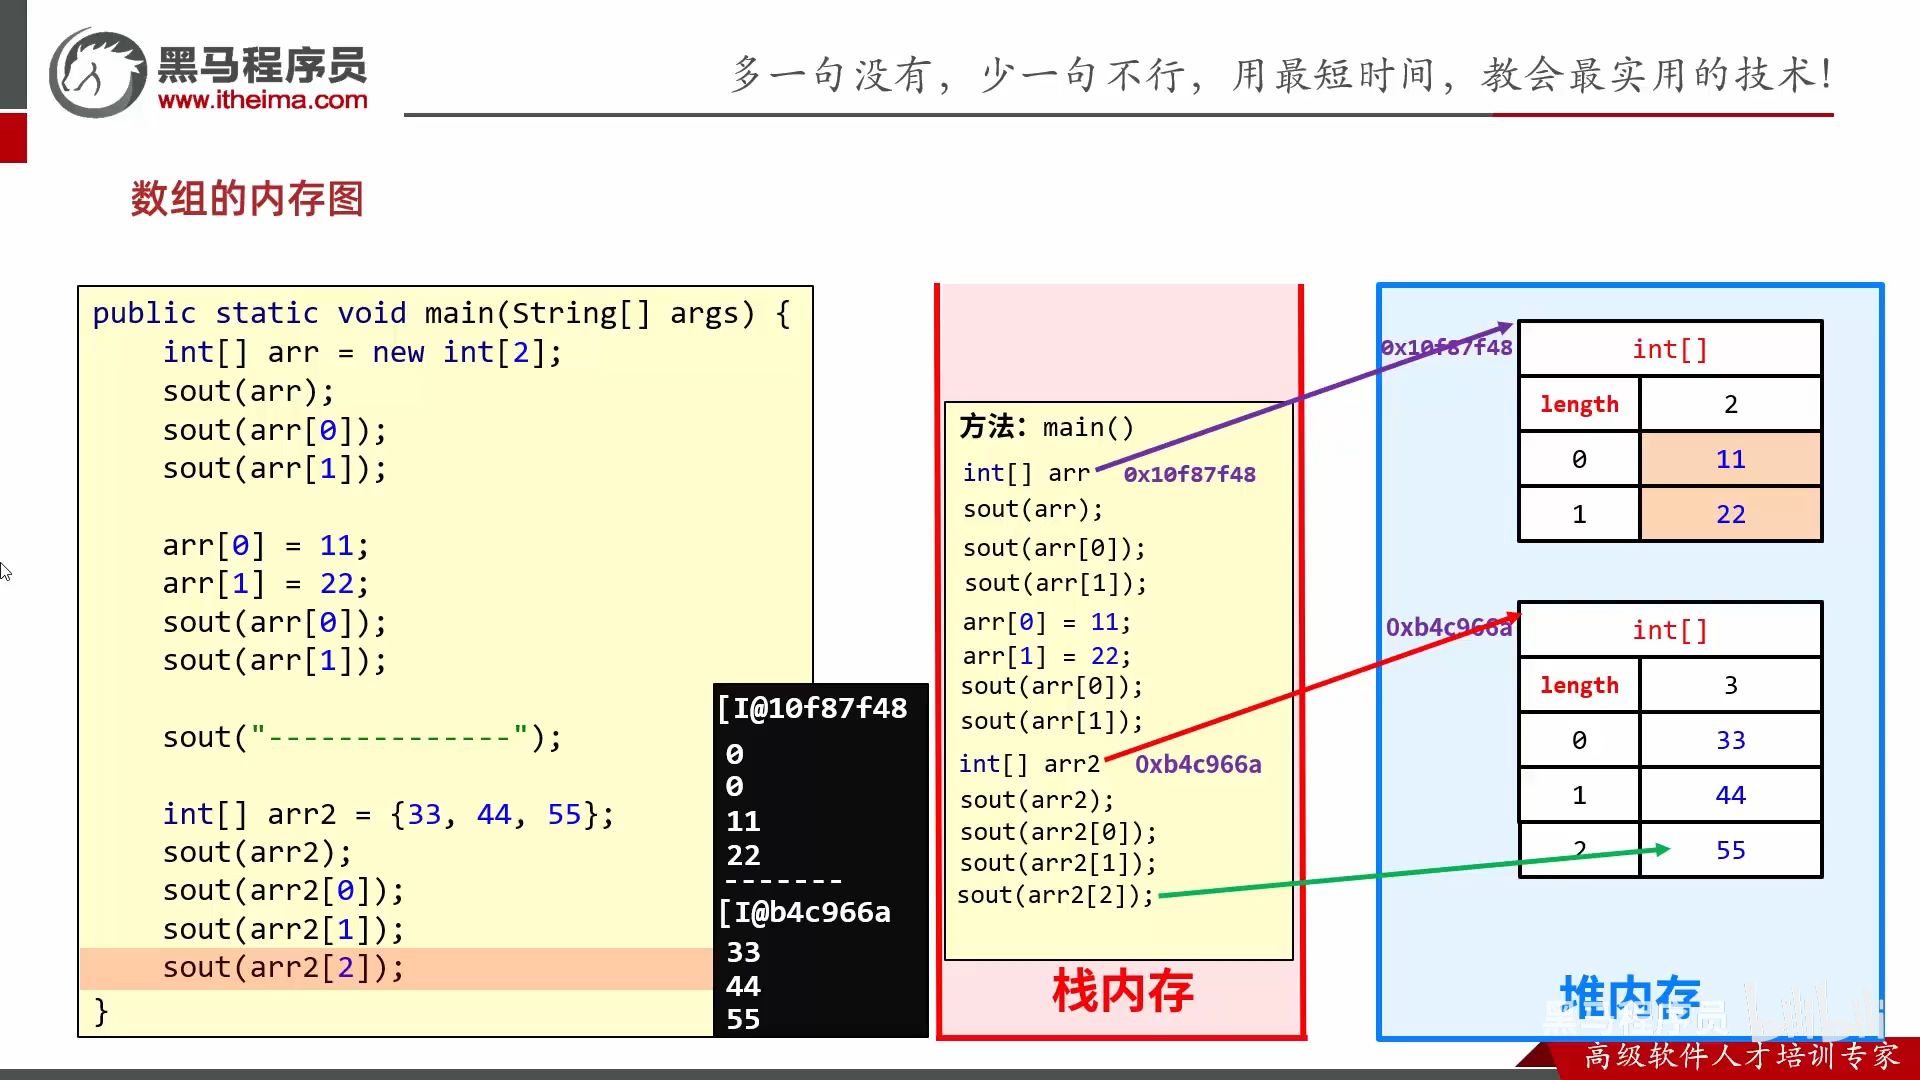 黑马程序员
www.itheima.com
多一句没有，少一句不行，用最短时间，教会最实用的技术！
数组的内存图
public static void main(String[] args) {
int[] arr = new int[2];
sout(arr);
sout(arr[0]);
sout(arr[1]);
arr[0] = 11;
arr[1] = 22;
sout(arr[0]);
sout(arr[1]);
sout("--------------");
int[] arr2 = {33, 44, 55};
sout(arr2);
sout(arr2[0]);
sout(arr2[1]);
sout(arr2[2]);
}
[I@10f87f48
0
0
11
22
-------
[I@b4c966a
33
44
55
方法：main()
int[] arr 0x10f87f48
sout(arr);
sout(arr[0]);
sout(arr[1]);
arr[0] = 11;
arr[1] = 22;
sout(arr[0]);
sout(arr[1]);
int[] arr2 0xb4c966a
sout(arr2);
sout(arr2[0]);
sout(arr2[1]);
sout(arr2[2]);
栈内存
0x10f87f48
int[]
length 2
0 11
1 22
0xb4c966a
int[]
length 3
0 33
1 44
2 55
堆内存
黑马程序员 bilibili
高级软件人才培训专家